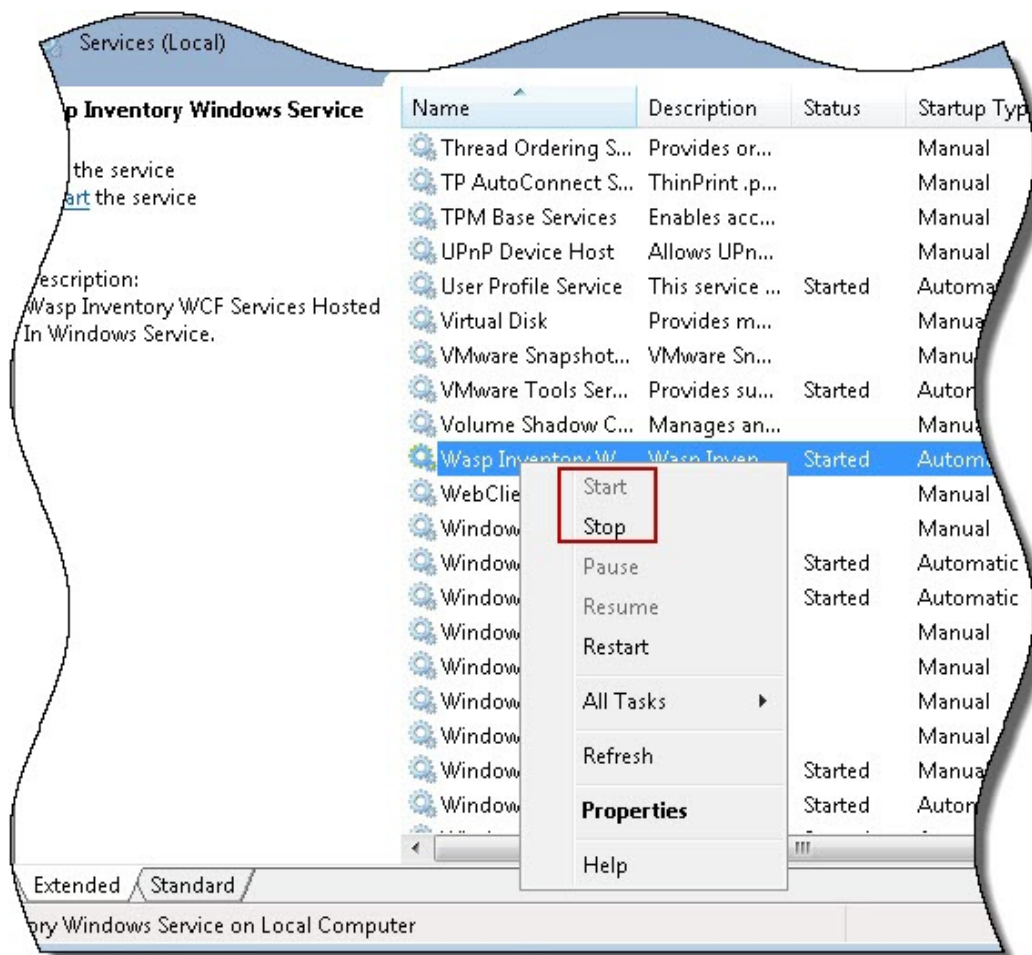 Services (Local)
p Inventory Windows Service
the service
art the service
escription:
Wasp Inventory WCF Services Hosted
In Windows Service.
Name Description Status Startup Typ
Thread Ordering S... Provides or... Manual
TP AutoConnect S... ThinPrint .p... Manual
TPM Base Services Enables acc... Manual
UPnP Device Host Allows UPn... Manual
User Profile Service This service ... Started Automa
Virtual Disk Provides m... Manua
VMware Snapshot... VMware Sn... Manu
VMware Tools Ser... Provides su... Started Autor
Volume Shadow C... Manages an... Manu
Wasp Inventory W... Wasp Inven... Started Autom
WebClie Manual
Window Manual
Window Started Automatic
Window Started Automatic
Window Manual
Window Manual
Window Manual
Window Manual
Window Started Manua
Window Started Autor
Start
Stop
Pause
Resume
Restart
All Tasks
Refresh
Properties
Help
Extended Standard
ory Windows Service on Local Computer